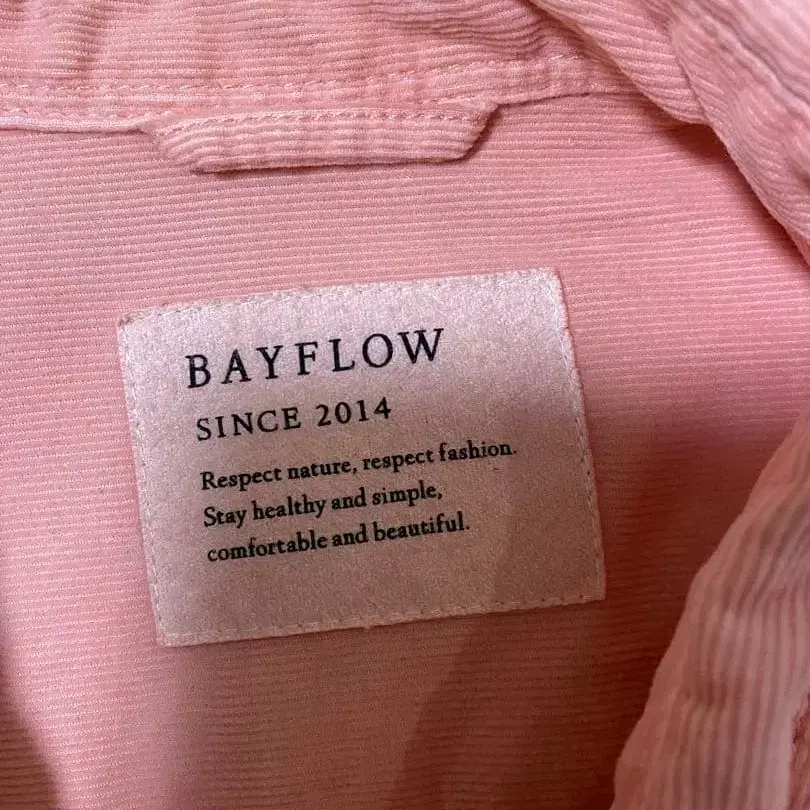 BAYFLOW
SINCE 2014
Respect nature, respect fashion.
Stay healthy and simple,
comfortable and beautiful.